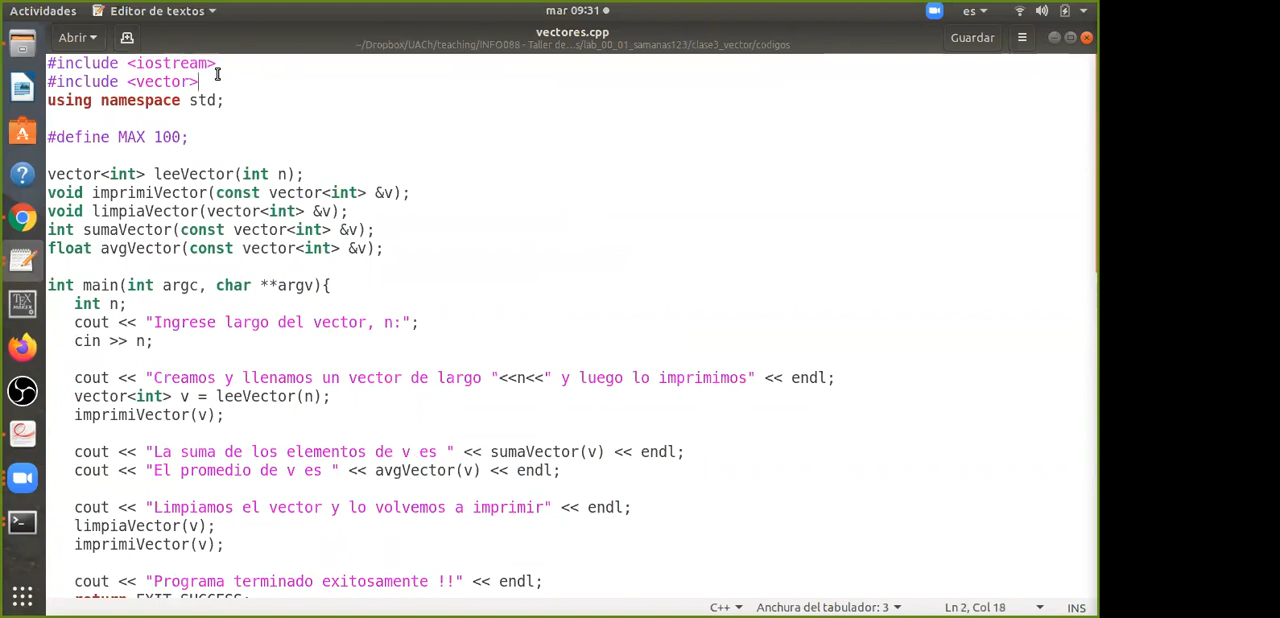 Actividades Editor de textos mar 09:31 es
Abrir vectores.cpp Guardar
~/Dropbox/UACh/teaching/INFO088 - Taller de...s/lab_00_01_samanas123/clase3_vector/codigos
#include <iostream>
#include <vector>
using namespace std;
#define MAX 100;
vector<int> leeVector(int n);
void imprimiVector(const vector<int> &v);
void limpiaVector(vector<int> &v);
int sumaVector(const vector<int> &v);
float avgVector(const vector<int> &v);
int main(int argc, char **argv){
int n;
cout << "Ingrese largo del vector, n:";
cin >> n;
cout << "Creamos y llenamos un vector de largo "<<n<<" y luego lo imprimimos" << endl;
vector<int> v = leeVector(n);
imprimiVector(v);
cout << "La suma de los elementos de v es " << sumaVector(v) << endl;
cout << "El promedio de v es " << avgVector(v) << endl;
cout << "Limpiamos el vector y lo volvemos a imprimir" << endl;
limpiaVector(v);
imprimiVector(v);
cout << "Programa terminado exitosamente !!" << endl;
return EXIT_SUCCESS;
C++ Anchura del tabulador: 3 Ln 2, Col 18 INS